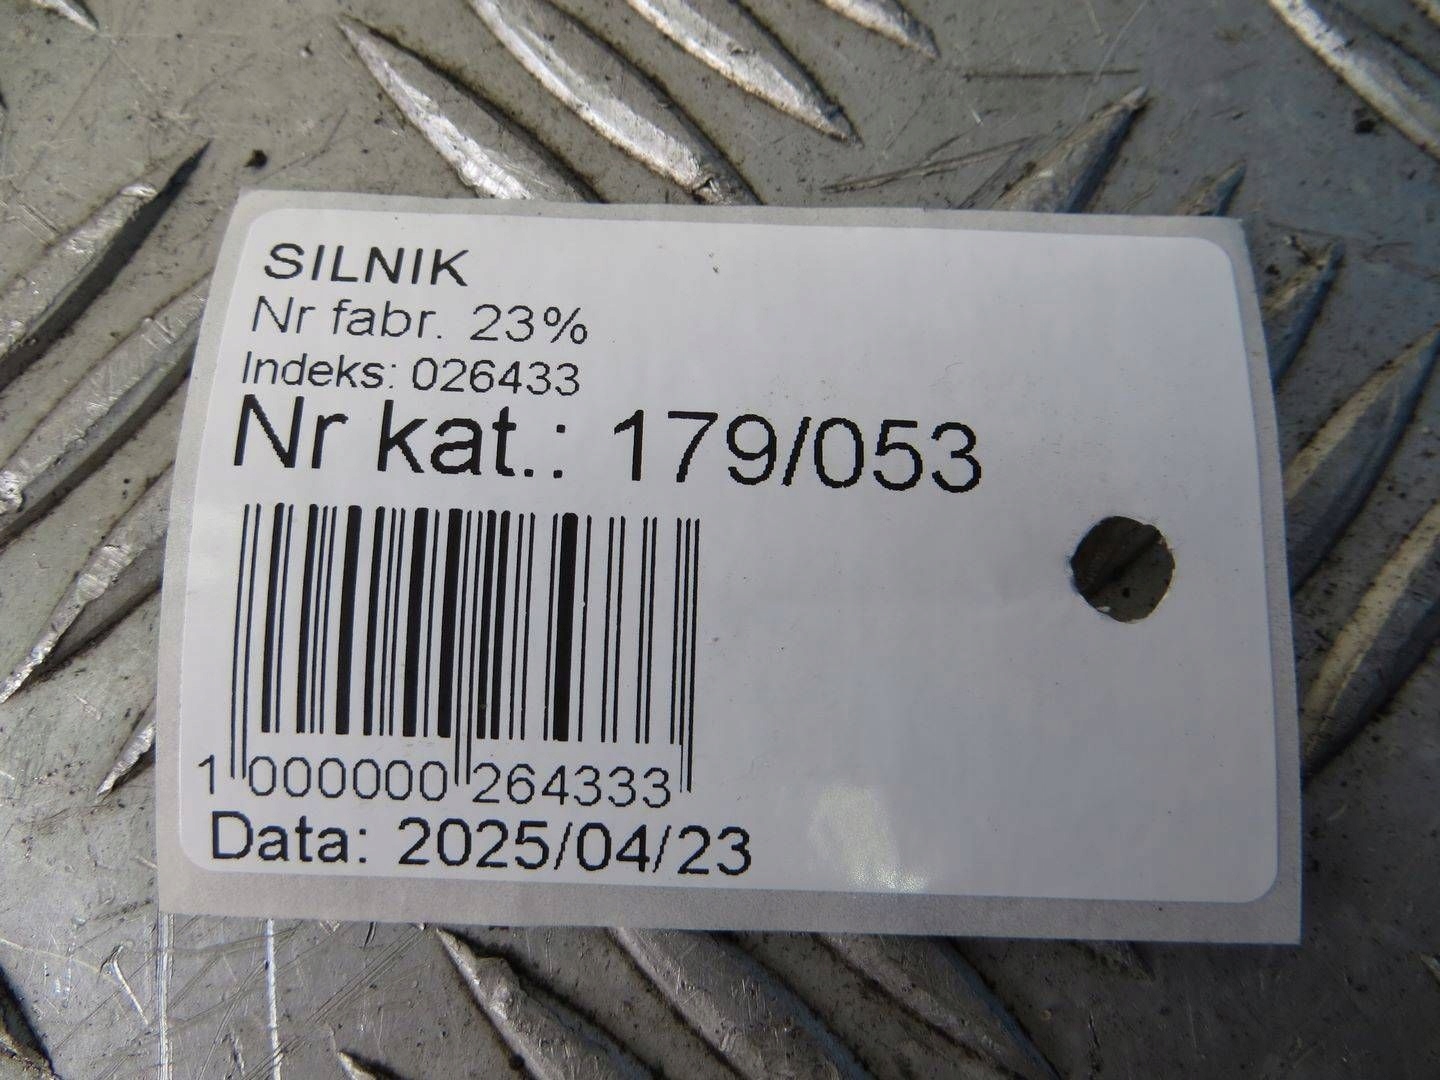 SILNIK
Nr fabr. 23%
Indeks: 026433
Nr kat.: 179/053
1 000000 264333
Data: 2025/04/23